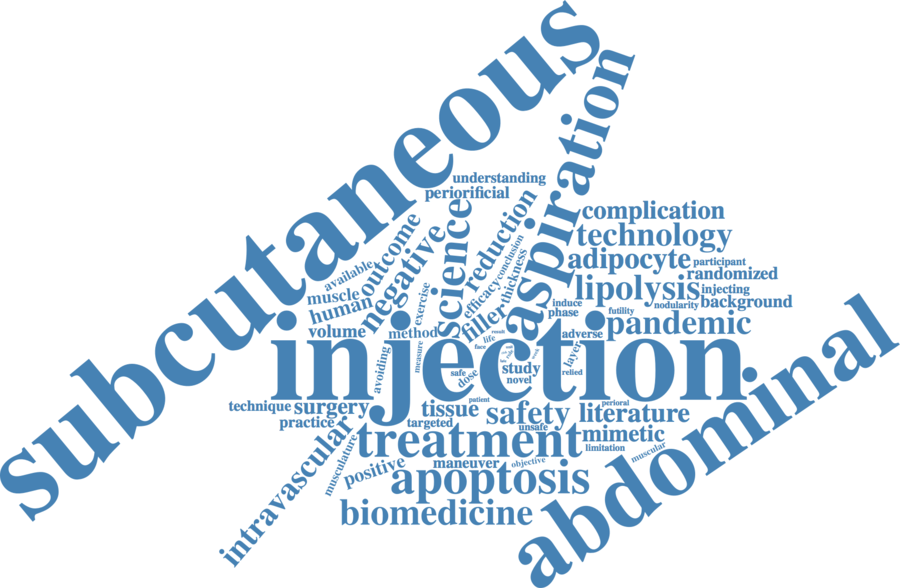 subcutaneous
aspiration
understanding
periorificial
complication
technology
adipocyte
participant
randomized
lipolysis
injecting
nodularity
background
pandemic
available
outcome
muscle
human
negative
science
reduction
efficacy
conclusion
thickness
filler
exercise
volume
method
measure
avoiding
induce
phase
futility
adverse
layer
relied
result
life
face
safe
dose
study
novel
week
injection
technique
surgery
practice
patient
tissue
targeted
safety
unsafe
perioral
literature
treatment
mimetic
limitation
muscular
abdominal
intravascular
musculature
positive
maneuver
objective
apoptosis
biomedicine